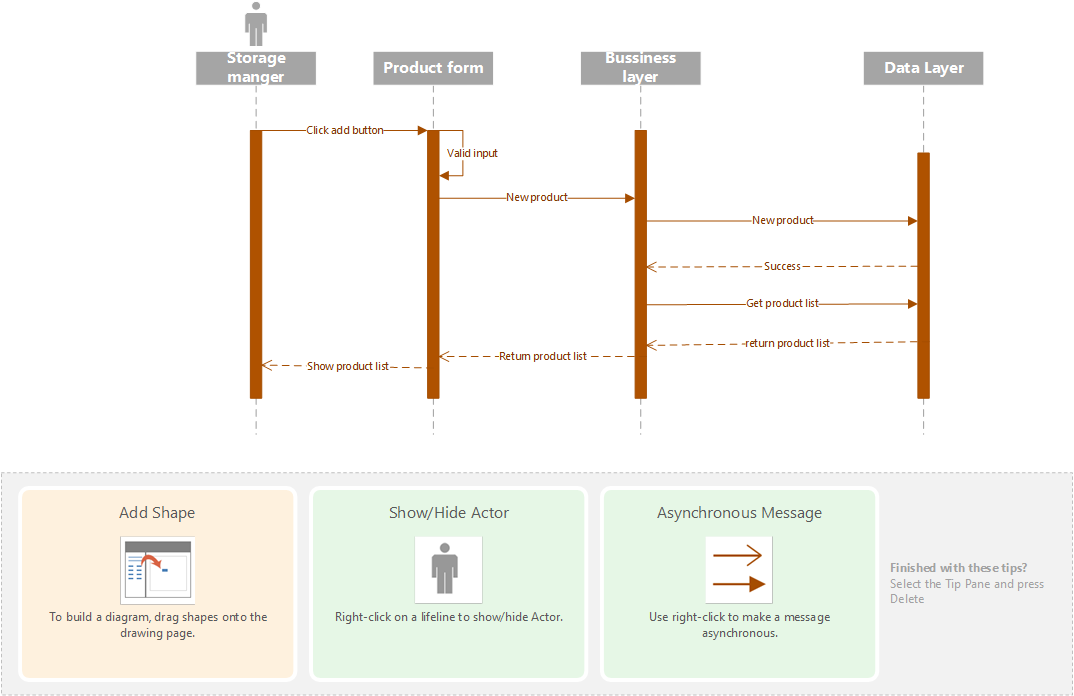 Storage
manger
Product form
Bussiness
layer
Data Layer
Click add button
Valid input
New product
New product
Success
Get product list
return product list
Return product list
Show product list
Add Shape
To build a diagram, drag shapes onto the
drawing page.
Show/Hide Actor
Right-click on a lifeline to show/hide Actor.
Asynchronous Message
Use right-click to make a message
asynchronous.
Finished with these tips?
Select the Tip Pane and press
Delete